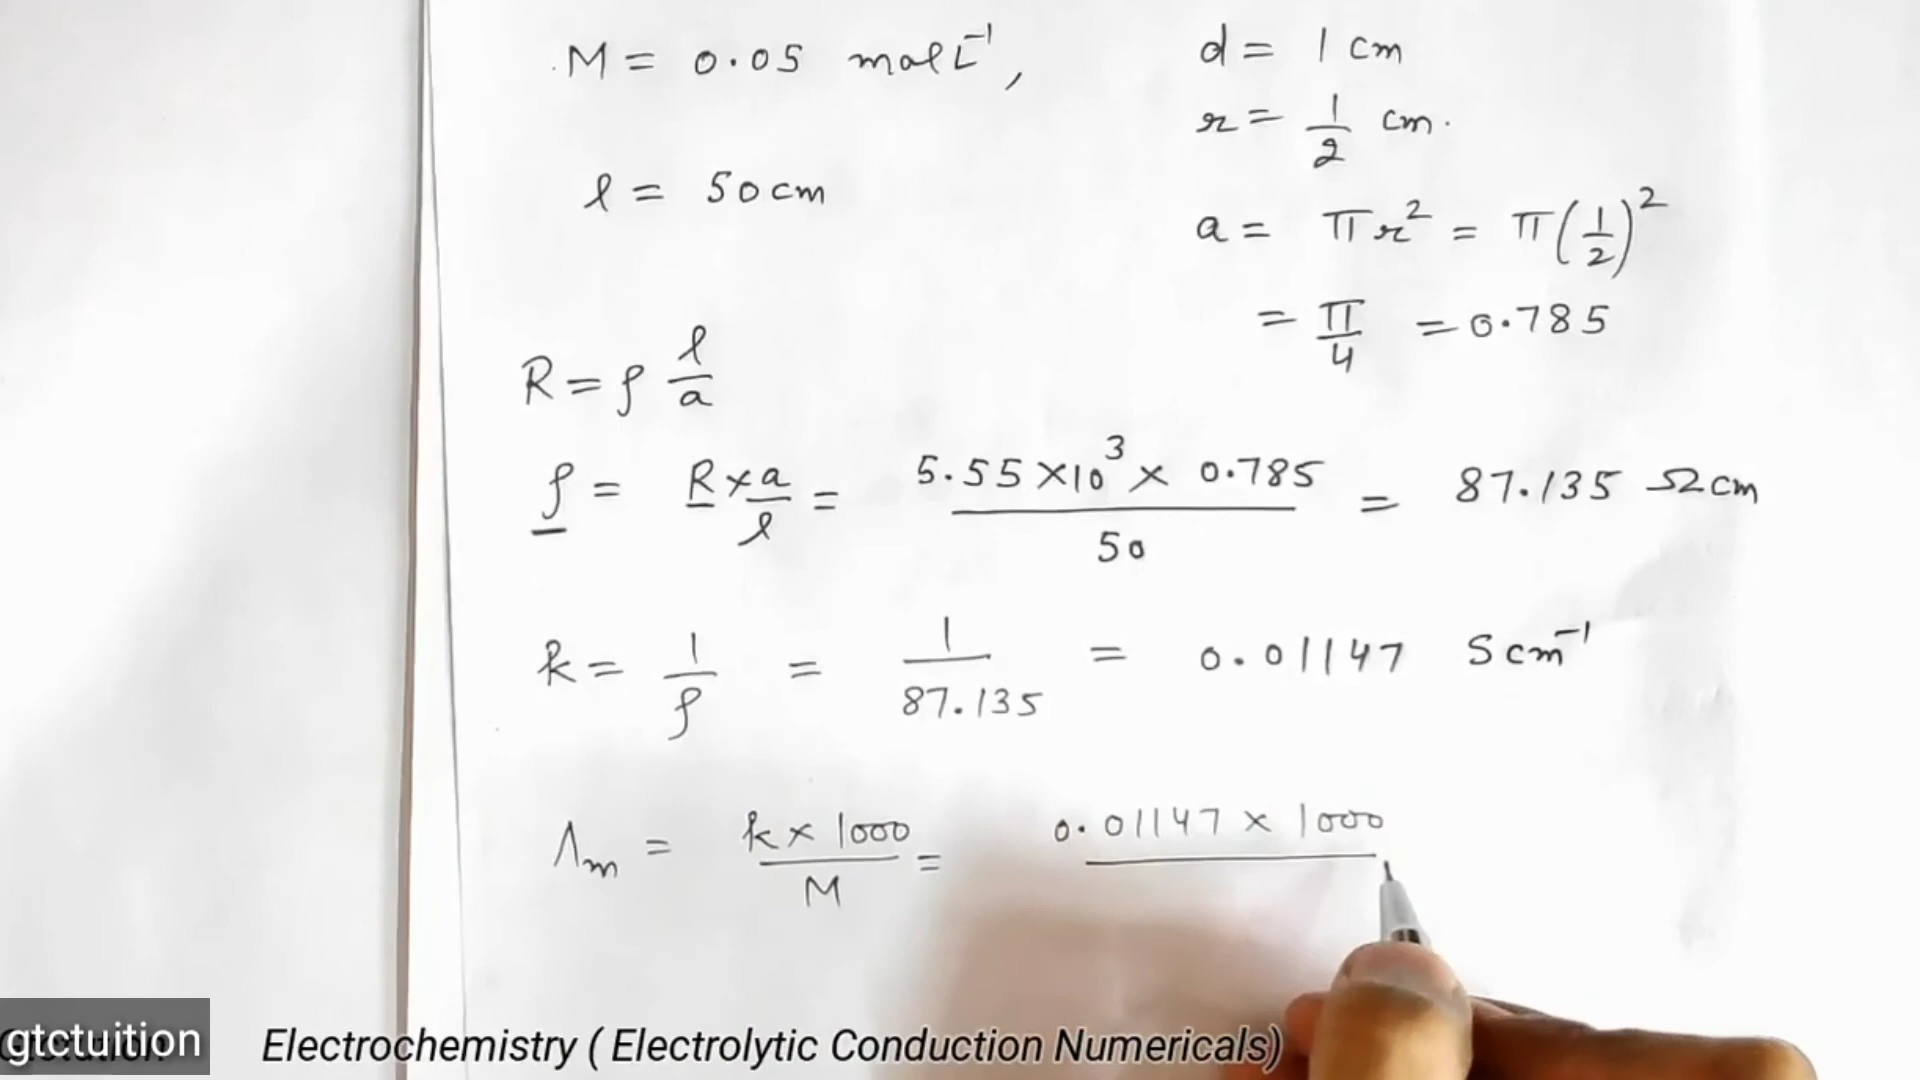 M = 0.05 mol L⁻¹,
l = 50 cm
d = 1 cm
r = 1/2 cm.
a = πr² = π(1/2)²
= π/4 = 0.785
R = ρ l/a
ρ = R × a/l = 5.55 × 10³ × 0.785/50 = 87.135 Ω cm
k = 1/ρ = 1/87.135 = 0.01147 S cm⁻¹
Λm = k × 1000/M = 0.01147 × 1000
gtctuition
Electrochemistry ( Electrolytic Conduction Numericals)